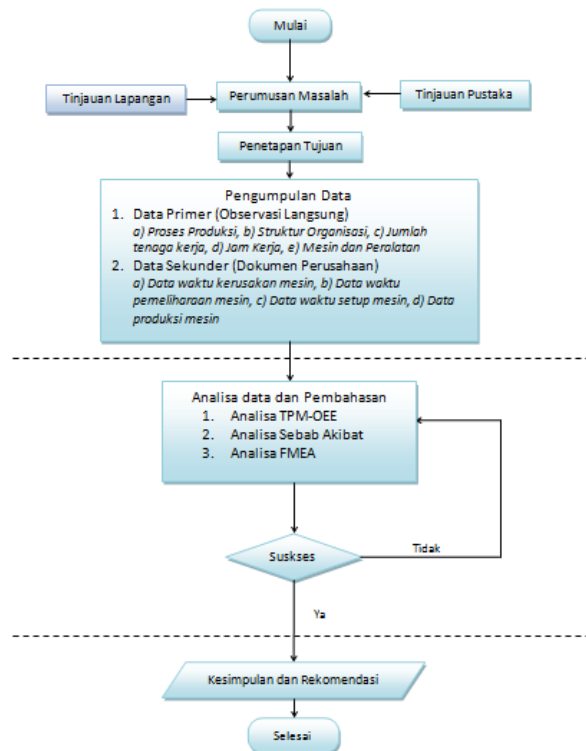 Mulai
Tinjauan Lapangan
Perumusan Masalah
Tinjauan Pustaka
Penetapan Tujuan
Pengumpulan Data
1. Data Primer (Observasi Langsung)
a) Proses Produksi, b) Struktur Organisasi, c) Jumlah
tenaga kerja, d) Jam Kerja, e) Mesin dan Peralatan
2. Data Sekunder (Dokumen Perusahaan)
a) Data waktu kerusakan mesin, b) Data waktu
pemeliharaan mesin, c) Data waktu setup mesin, d) Data
produksi mesin
Analisa data dan Pembahasan
1. Analisa TPM-OEE
2. Analisa Sebab Akibat
3. Analisa FMEA
Suskses
Tidak
Ya
Kesimpulan dan Rekomendasi
Selesai